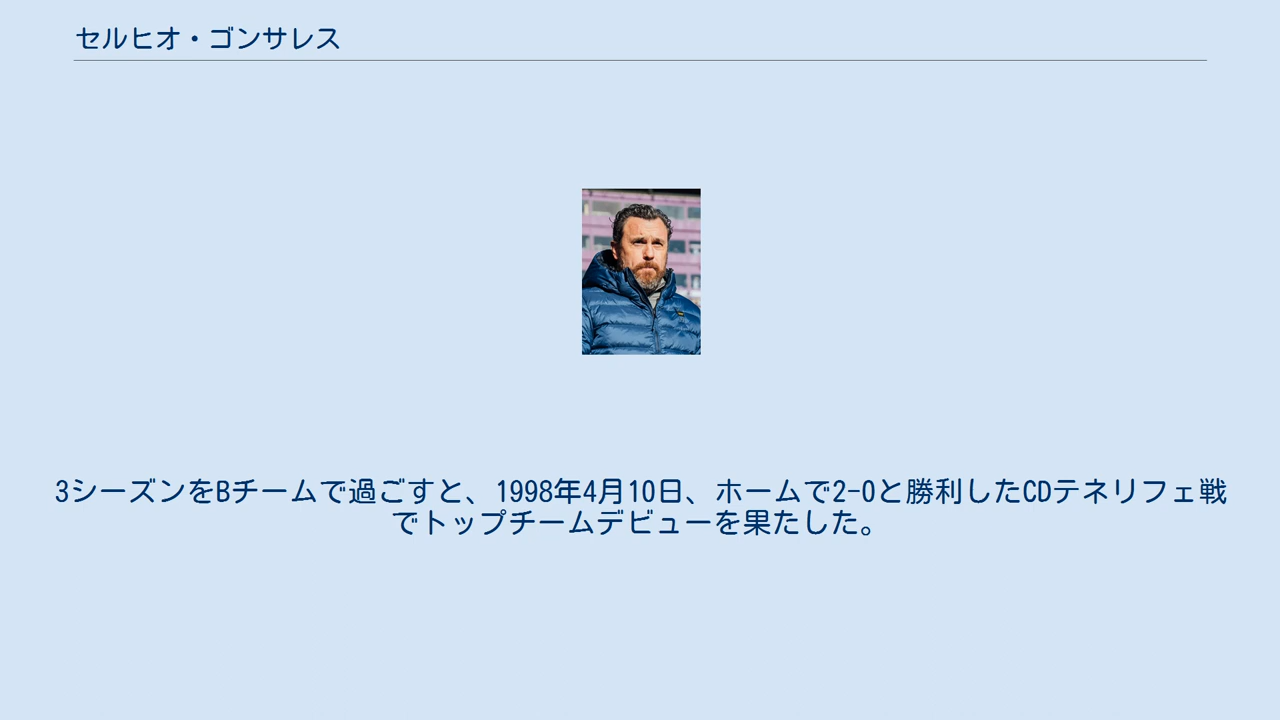 セルヒオ・ゴンサレス
3シーズンをBチームで過ごすと、1998年4月10日、ホームで2-0と勝利したCDテネリフェ戦
でトップチームデビューを果たした。